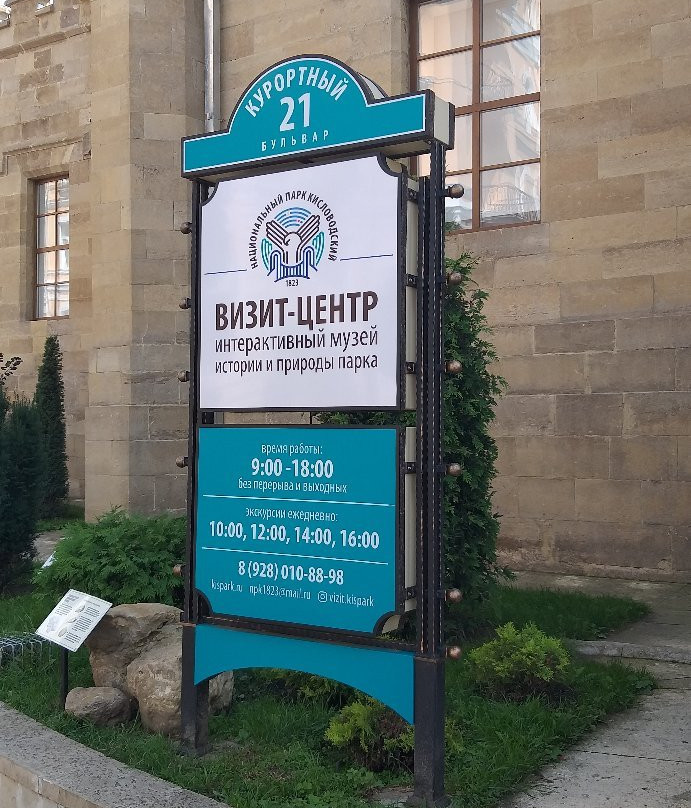 КУРОРТНЫЙ
21
БУЛЬВАР
НАЦИОНАЛЬНЫЙ ПАРК КИСЛОВОДСКИЙ
1823
ВИЗИТ-ЦЕНТР
интерактивный музей
истории и природы парка
время работы:
9:00 -18:00
без перерыва и выходных
экскурсии ежедневно:
10:00, 12:00, 14:00, 16:00
8 (928) 010-88-98
kispark.ru npk1823@mail.ru vizit.kispark